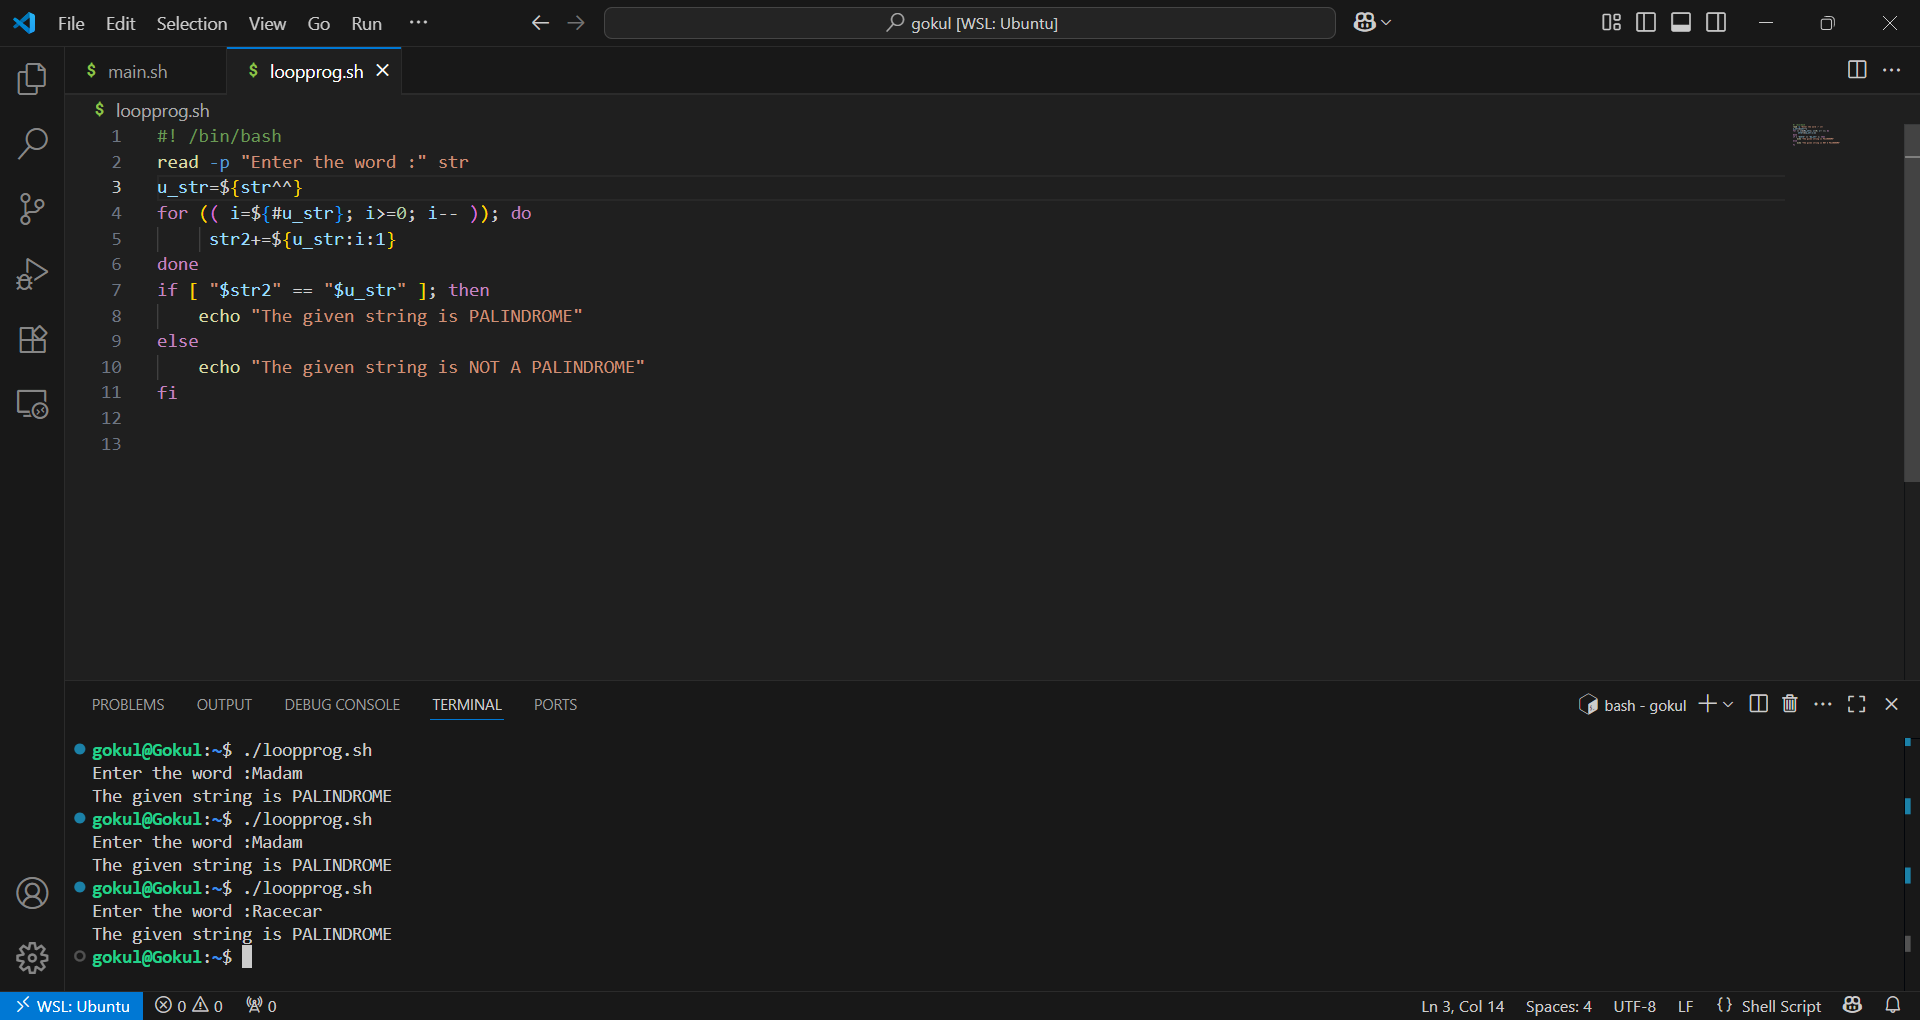 File Edit Selection View Go Run ··· gokul [WSL: Ubuntu]
$ main.sh $ loopprog.sh
$ loopprog.sh
1 #! /bin/bash
2 read -p "Enter the word :" str
3 u_str=${str^^}
4 for (( i=${#u_str}; i>=0; i-- )); do
5 str2+=${u_str:i:1}
6 done
7 if [ "$str2" == "$u_str" ]; then
8 echo "The given string is PALINDROME"
9 else
10 echo "The given string is NOT A PALINDROME"
11 fi
12
13
PROBLEMS OUTPUT DEBUG CONSOLE TERMINAL PORTS bash - gokul
gokul@Gokul:~$ ./loopprog.sh
Enter the word :Madam
The given string is PALINDROME
gokul@Gokul:~$ ./loopprog.sh
Enter the word :Madam
The given string is PALINDROME
gokul@Gokul:~$ ./loopprog.sh
Enter the word :Racecar
The given string is PALINDROME
gokul@Gokul:~$
WSL: Ubuntu 0 0 0 Ln 3, Col 14 Spaces: 4 UTF-8 LF {} Shell Script